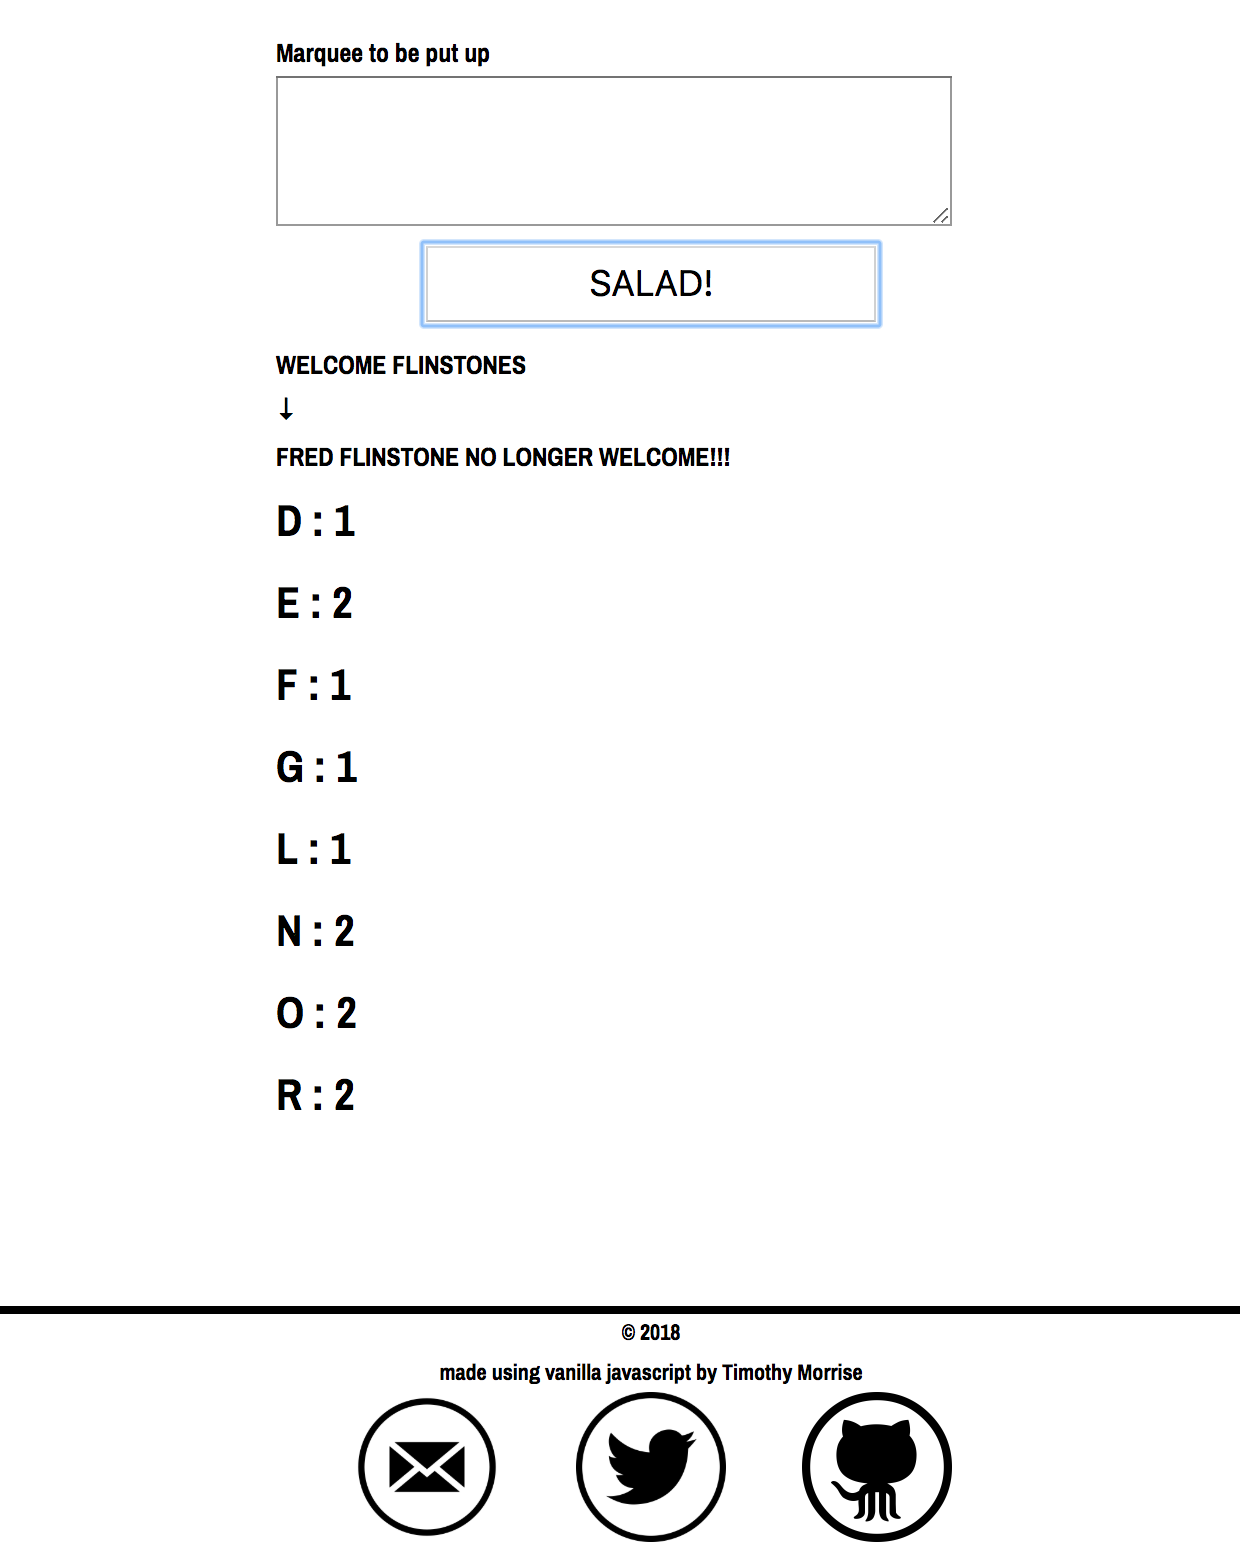 Marquee to be put up
SALAD!
WELCOME FLINSTONES
↓
FRED FLINSTONE NO LONGER WELCOME!!!
D : 1
E : 2
F : 1
G : 1
L : 1
N : 2
O : 2
R : 2
© 2018
made using vanilla javascript by Timothy Morrise